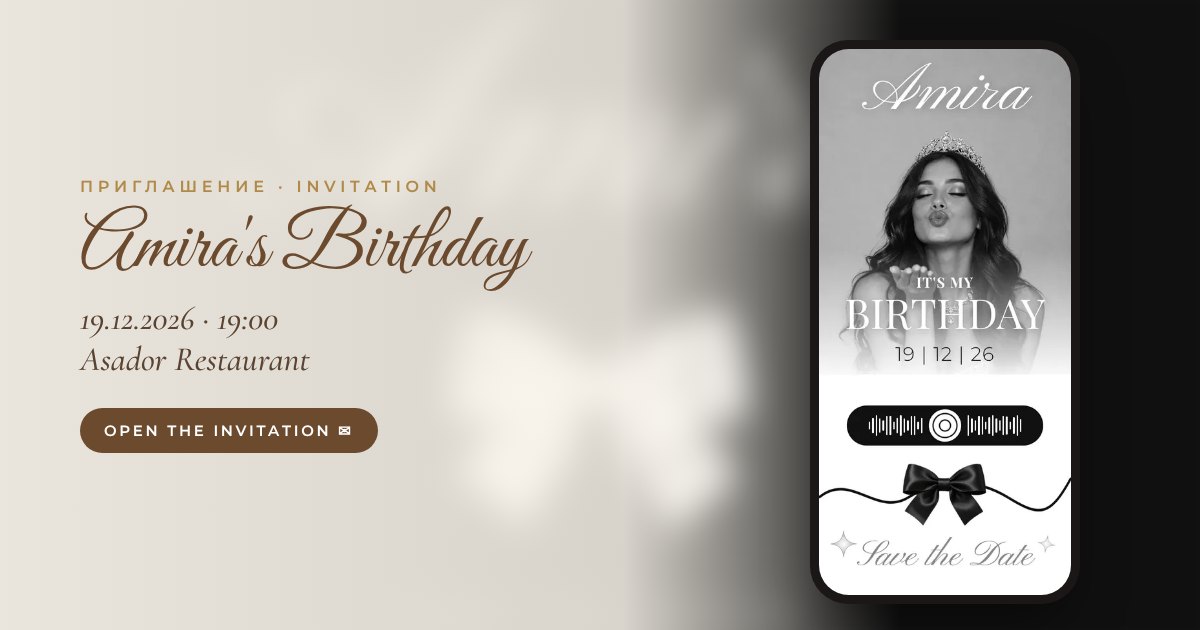 ПРИГЛАШЕНИЕ · INVITATION
Amira's Birthday
19.12.2026 · 19:00
Asador Restaurant
OPEN THE INVITATION ✉
Amira
IT'S MY
BIRTHDAY
19 | 12 | 26
Save the Date